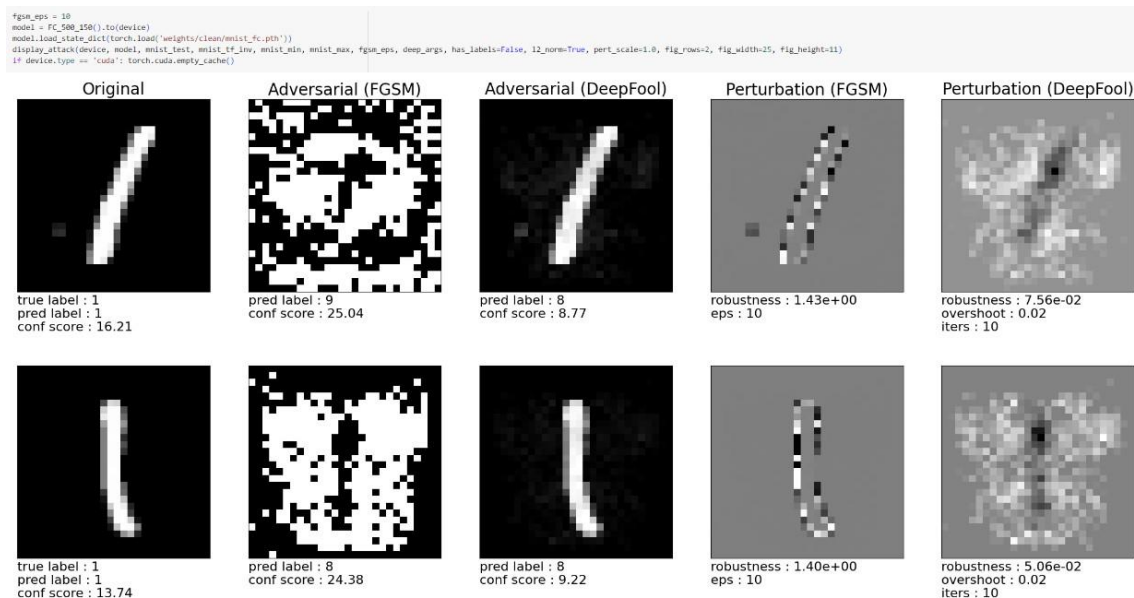 fgsm_eps = 10
model = FC_500_150().to(device)
model.load_state_dict(torch.load('weights/clean/mnist_fc.pth'))
display_attack(device, model, mnist_test, mnist_tf_inv, mnist_min, mnist_max, fgsm_eps, deep_args, has_labels=False, l2_norm=True, pert_scale=1.0, fig_rows=2, fig_width=25, fig_height=11)
if device.type == 'cuda': torch.cuda.empty_cache()
Original
Adversarial (FGSM)
Adversarial (DeepFool)
Perturbation (FGSM)
Perturbation (DeepFool)
true label : 1
pred label : 1
conf score : 16.21
pred label : 9
conf score : 25.04
pred label : 8
conf score : 8.77
robustness : 1.43e+00
eps : 10
robustness : 7.56e-02
overshoot : 0.02
iters : 10
true label : 1
pred label : 1
conf score : 13.74
pred label : 8
conf score : 24.38
pred label : 8
conf score : 9.22
robustness : 1.40e+00
eps : 10
robustness : 5.06e-02
overshoot : 0.02
iters : 10